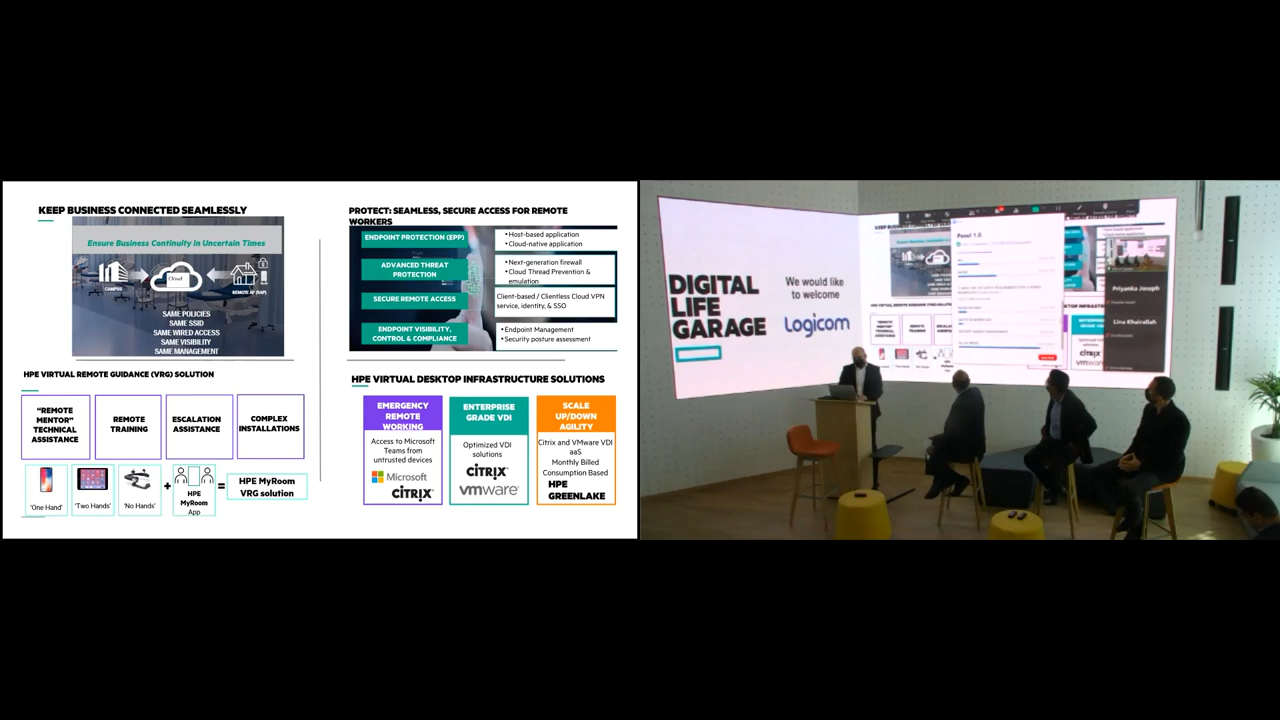 KEEP BUSINESS CONNECTED SEAMLESSLY
Ensure Business Continuity in Uncertain Times
CAMPUS
Cloud
REMOTE AP (RAP)
SAME POLICIES
SAME SSID
SAME WIRED ACCESS
SAME VISIBILITY
SAME MANAGEMENT
PROTECT: SEAMLESS, SECURE ACCESS FOR REMOTE
WORKERS
ENDPOINT PROTECTION (EPP)
• Host-based application
• Cloud-native application
ADVANCED THREAT
PROTECTION
• Next-generation firewall
• Cloud Thread Prevention &
emulation
SECURE REMOTE ACCESS
Client-based / Clientless Cloud VPN
service, identity, & SSO
ENDPOINT VISIBILITY,
CONTROL & COMPLIANCE
• Endpoint Management
• Security posture assessment
HPE VIRTUAL REMOTE GUIDANCE (VRG) SOLUTION
"REMOTE
MENTOR"
TECHNICAL
ASSISTANCE
REMOTE
TRAINING
ESCALATION
ASSISTANCE
COMPLEX
INSTALLATIONS
'One Hand'
'Two Hands'
'No Hands'
+
HPE
MyRoom
App
=
HPE MyRoom
VRG solution
HPE VIRTUAL DESKTOP INFRASTRUCTURE SOLUTIONS
EMERGENCY
REMOTE
WORKING
Access to Microsoft
Teams from
untrusted devices
Microsoft
CITRIX
ENTERPRISE
GRADE VDI
Optimized VDI
solutions
CITRIX
vmware
SCALE
UP/DOWN
AGILITY
Citrix and VMware VDI
aaS
Monthly Billed
Consumption Based
HPE
GREENLAKE
DIGITAL
LIFE
GARAGE
We would like
to welcome
Logicom
Panel 1.0
Priyanka Joseph
Lina Khairallah